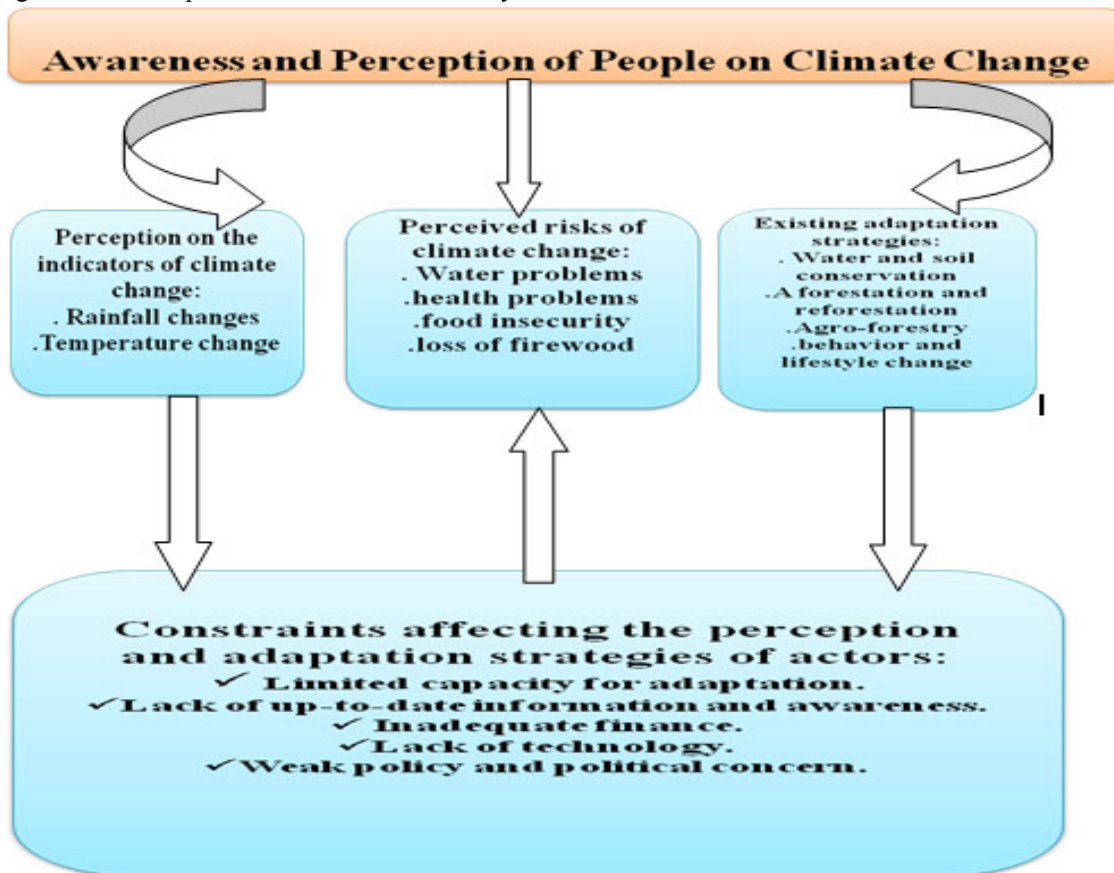 Awareness and Perception of People on Climate Change
Perception on the
indicators of climate
change:
. Rainfall changes
.Temperature change
Perceived risks of
climate change:
. Water problems
.health problems
.food insecurity
.loss of firewood
Existing adaptation
strategies:
. Water and soil
conservation
.A forestation and
reforestation
.Agro-forestry
.behavior and
lifestyle change
Constraints affecting the perception
and adaptation strategies of actors:
✓ Limited capacity for adaptation.
✓Lack of up-to-date information and awareness.
✓ Inadequate finance.
✓Lack of technology.
✓Weak policy and political concern.